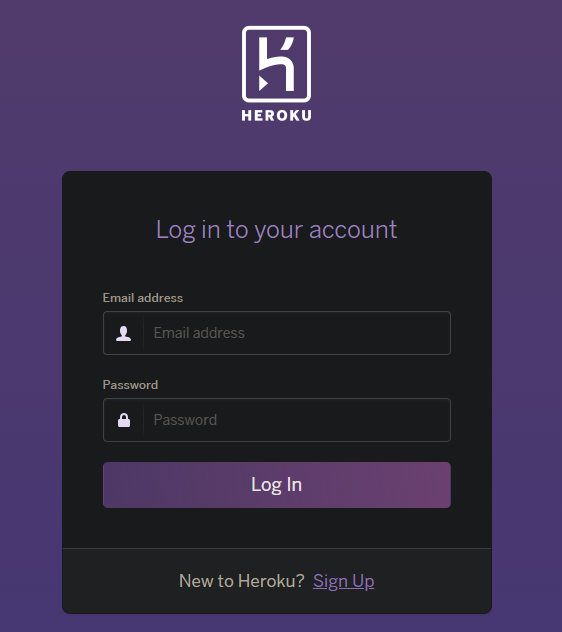 HEROKU
Log in to your account
Email address
Email address
Password
Password
Log In
New to Heroku? Sign Up